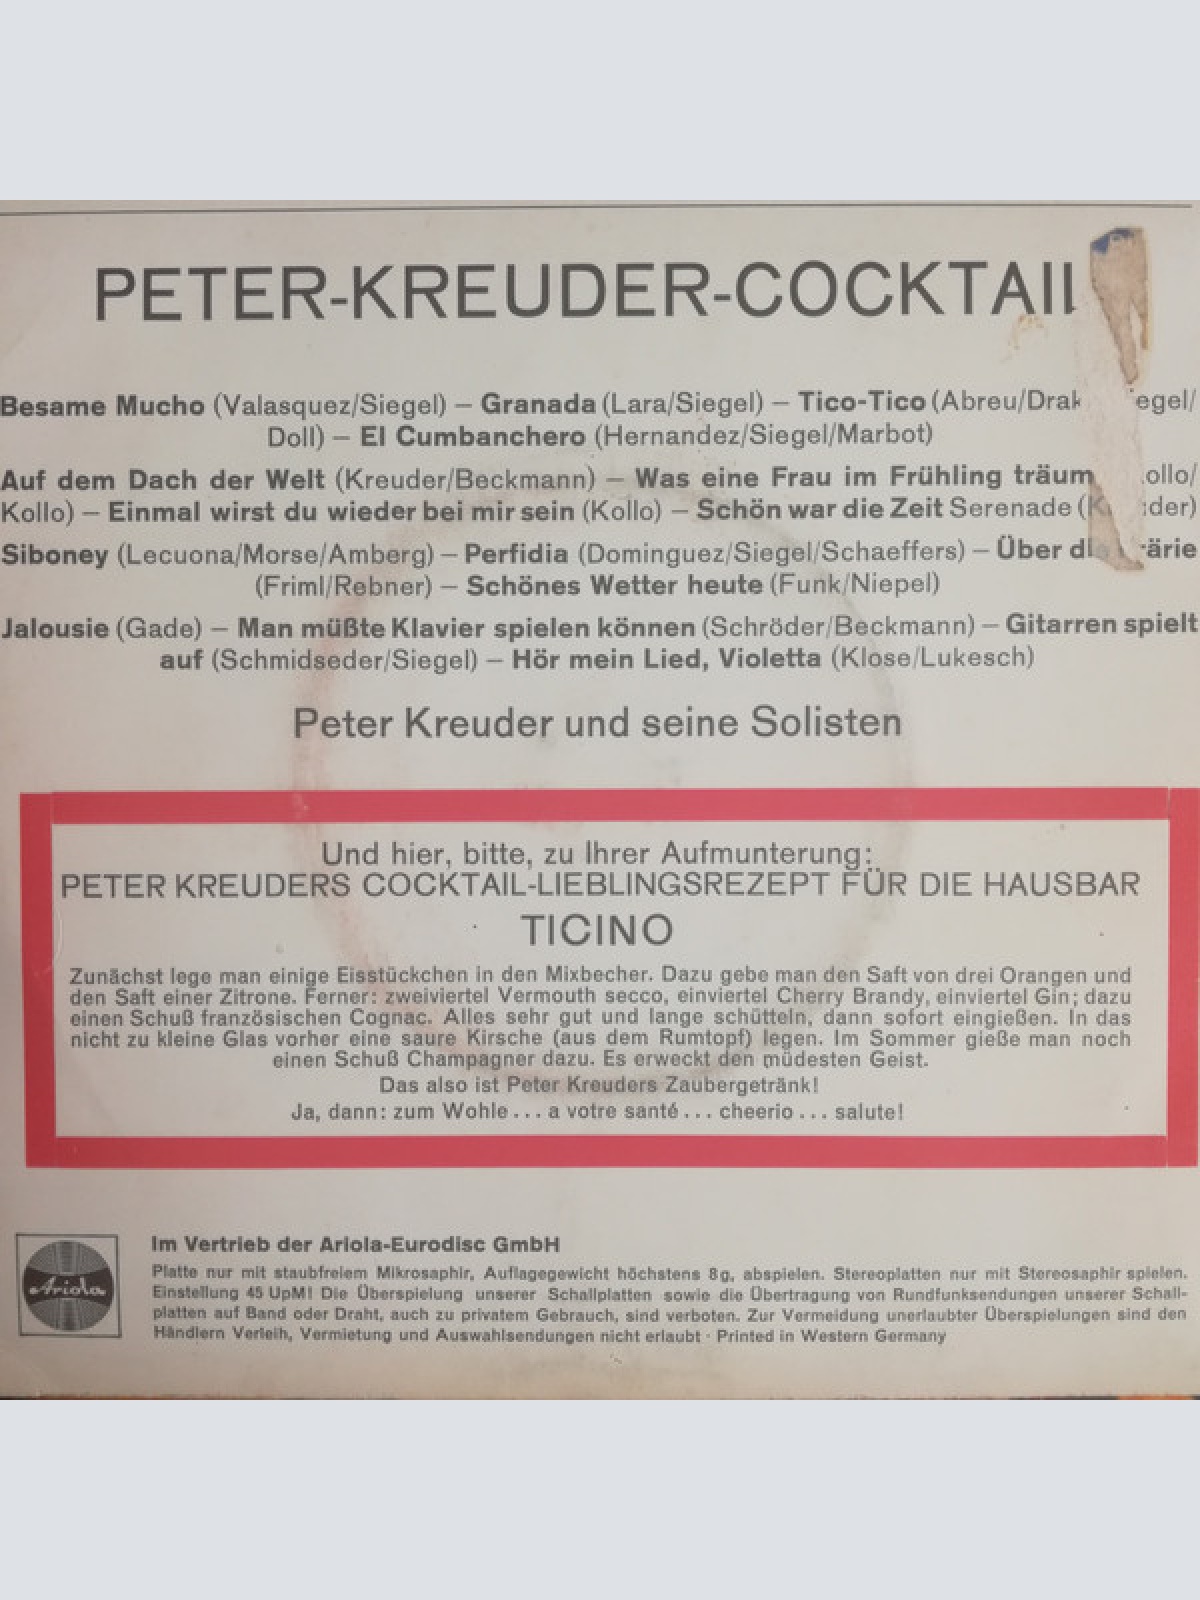 PETER-KREUDER-COCKTAIL
Besame Mucho (Valasquez/Siegel) – Granada (Lara/Siegel) – Tico-Tico (Abreu/Drak egel/
Doll) – El Cumbanchero (Hernandez/Siegel/Marbot)
Auf dem Dach der Welt (Kreuder/Beckmann) – Was eine Frau im Frühling träum ollo/
Kollo) – Einmal wirst du wieder bei mir sein (Kollo) – Schön war die Zeit Serenade (K der)
Siboney (Lecuona/Morse/Amberg) – Perfidia (Dominguez/Siegel/Schaeffers) – Über die rärie
(Friml/Rebner) – Schönes Wetter heute (Funk/Niepel)
Jalousie (Gade) – Man müßte Klavier spielen können (Schröder/Beckmann) – Gitarren spielt
auf (Schmidseder/Siegel) – Hör mein Lied, Violetta (Klose/Lukesch)
Peter Kreuder und seine Solisten
Und hier, bitte, zu Ihrer Aufmunterung:
PETER KREUDERS COCKTAIL-LIEBLINGSREZEPT FÜR DIE HAUSBAR
TICINO
Zunächst lege man einige Eisstückchen in den Mixbecher. Dazu gebe man den Saft von drei Orangen und
den Saft einer Zitrone. Ferner: zweiviertel Vermouth secco, einviertel Cherry Brandy, einviertel Gin; dazu
einen Schuß französischen Cognac. Alles sehr gut und lange schütteln, dann sofort eingießen. In das
nicht zu kleine Glas vorher eine saure Kirsche (aus dem Rumtopf) legen. Im Sommer gieße man noch
einen Schuß Champagner dazu. Es erweckt den müdesten Geist.
Das also ist Peter Kreuders Zaubergetränk!
Ja, dann: zum Wohle ... a votre santé ... cheerio ... salute!
Ariola
Im Vertrieb der Ariola-Eurodisc GmbH
Platte nur mit staubfreiem Mikrosaphir, Auflagegewicht höchstens 8g, abspielen. Stereoplatten nur mit Stereosaphir spielen.
Einstellung 45 UpM! Die Überspielung unserer Schallplatten sowie die Übertragung von Rundfunksendungen unserer Schall-
platten auf Band oder Draht, auch zu privatem Gebrauch, sind verboten. Zur Vermeidung unerlaubter Überspielungen sind den
Händlern Verleih, Vermietung und Auswahlsendungen nicht erlaubt · Printed in Western Germany